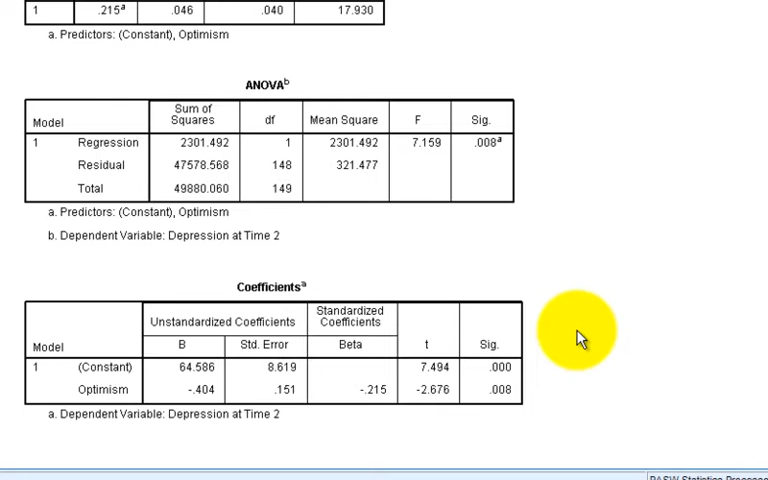 1 .215a .046 .040 17.930
a. Predictors: (Constant), Optimism
ANOVAb
Model Sum of Squares df Mean Square F Sig.
1 Regression 2301.492 1 2301.492 7.159 .008a
Residual 47578.568 148 321.477
Total 49880.060 149
a. Predictors: (Constant), Optimism
b. Dependent Variable: Depression at Time 2
Coefficientsa
Unstandardized Coefficients Standardized Coefficients
Model B Std. Error Beta t Sig.
1 (Constant) 64.586 8.619 7.494 .000
Optimism -.404 .151 -.215 -2.676 .008
a. Dependent Variable: Depression at Time 2
PASW Statistics